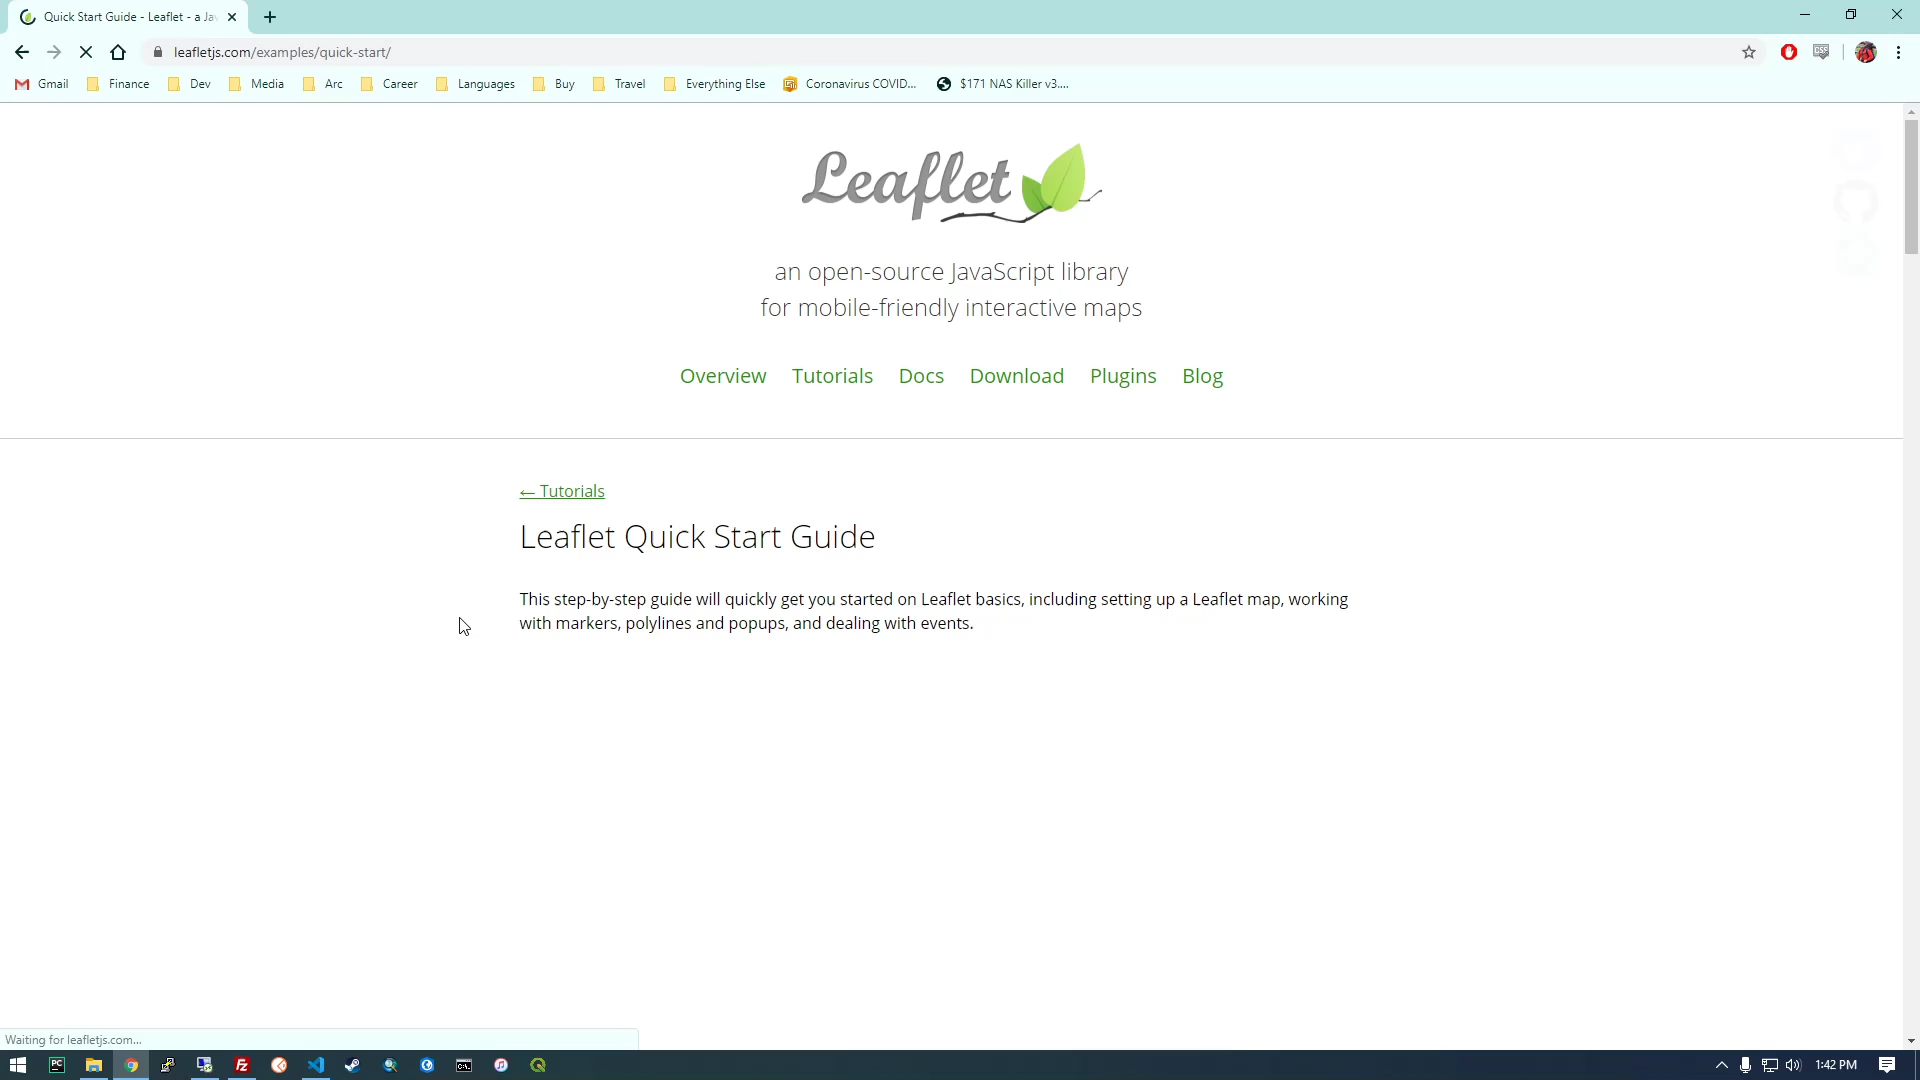 Quick Start Guide - Leaflet - a Jav
leafletjs.com/examples/quick-start/
Gmail Finance Dev Media Arc Career Languages Buy Travel Everything Else Coronavirus COVID... $171 NAS Killer v3....
Leaflet
an open-source JavaScript library
for mobile-friendly interactive maps
Overview Tutorials Docs Download Plugins Blog
← Tutorials
Leaflet Quick Start Guide
This step-by-step guide will quickly get you started on Leaflet basics, including setting up a Leaflet map, working
with markers, polylines and popups, and dealing with events.
Waiting for leafletjs.com...
PC Fz C:\. 1:42 PM